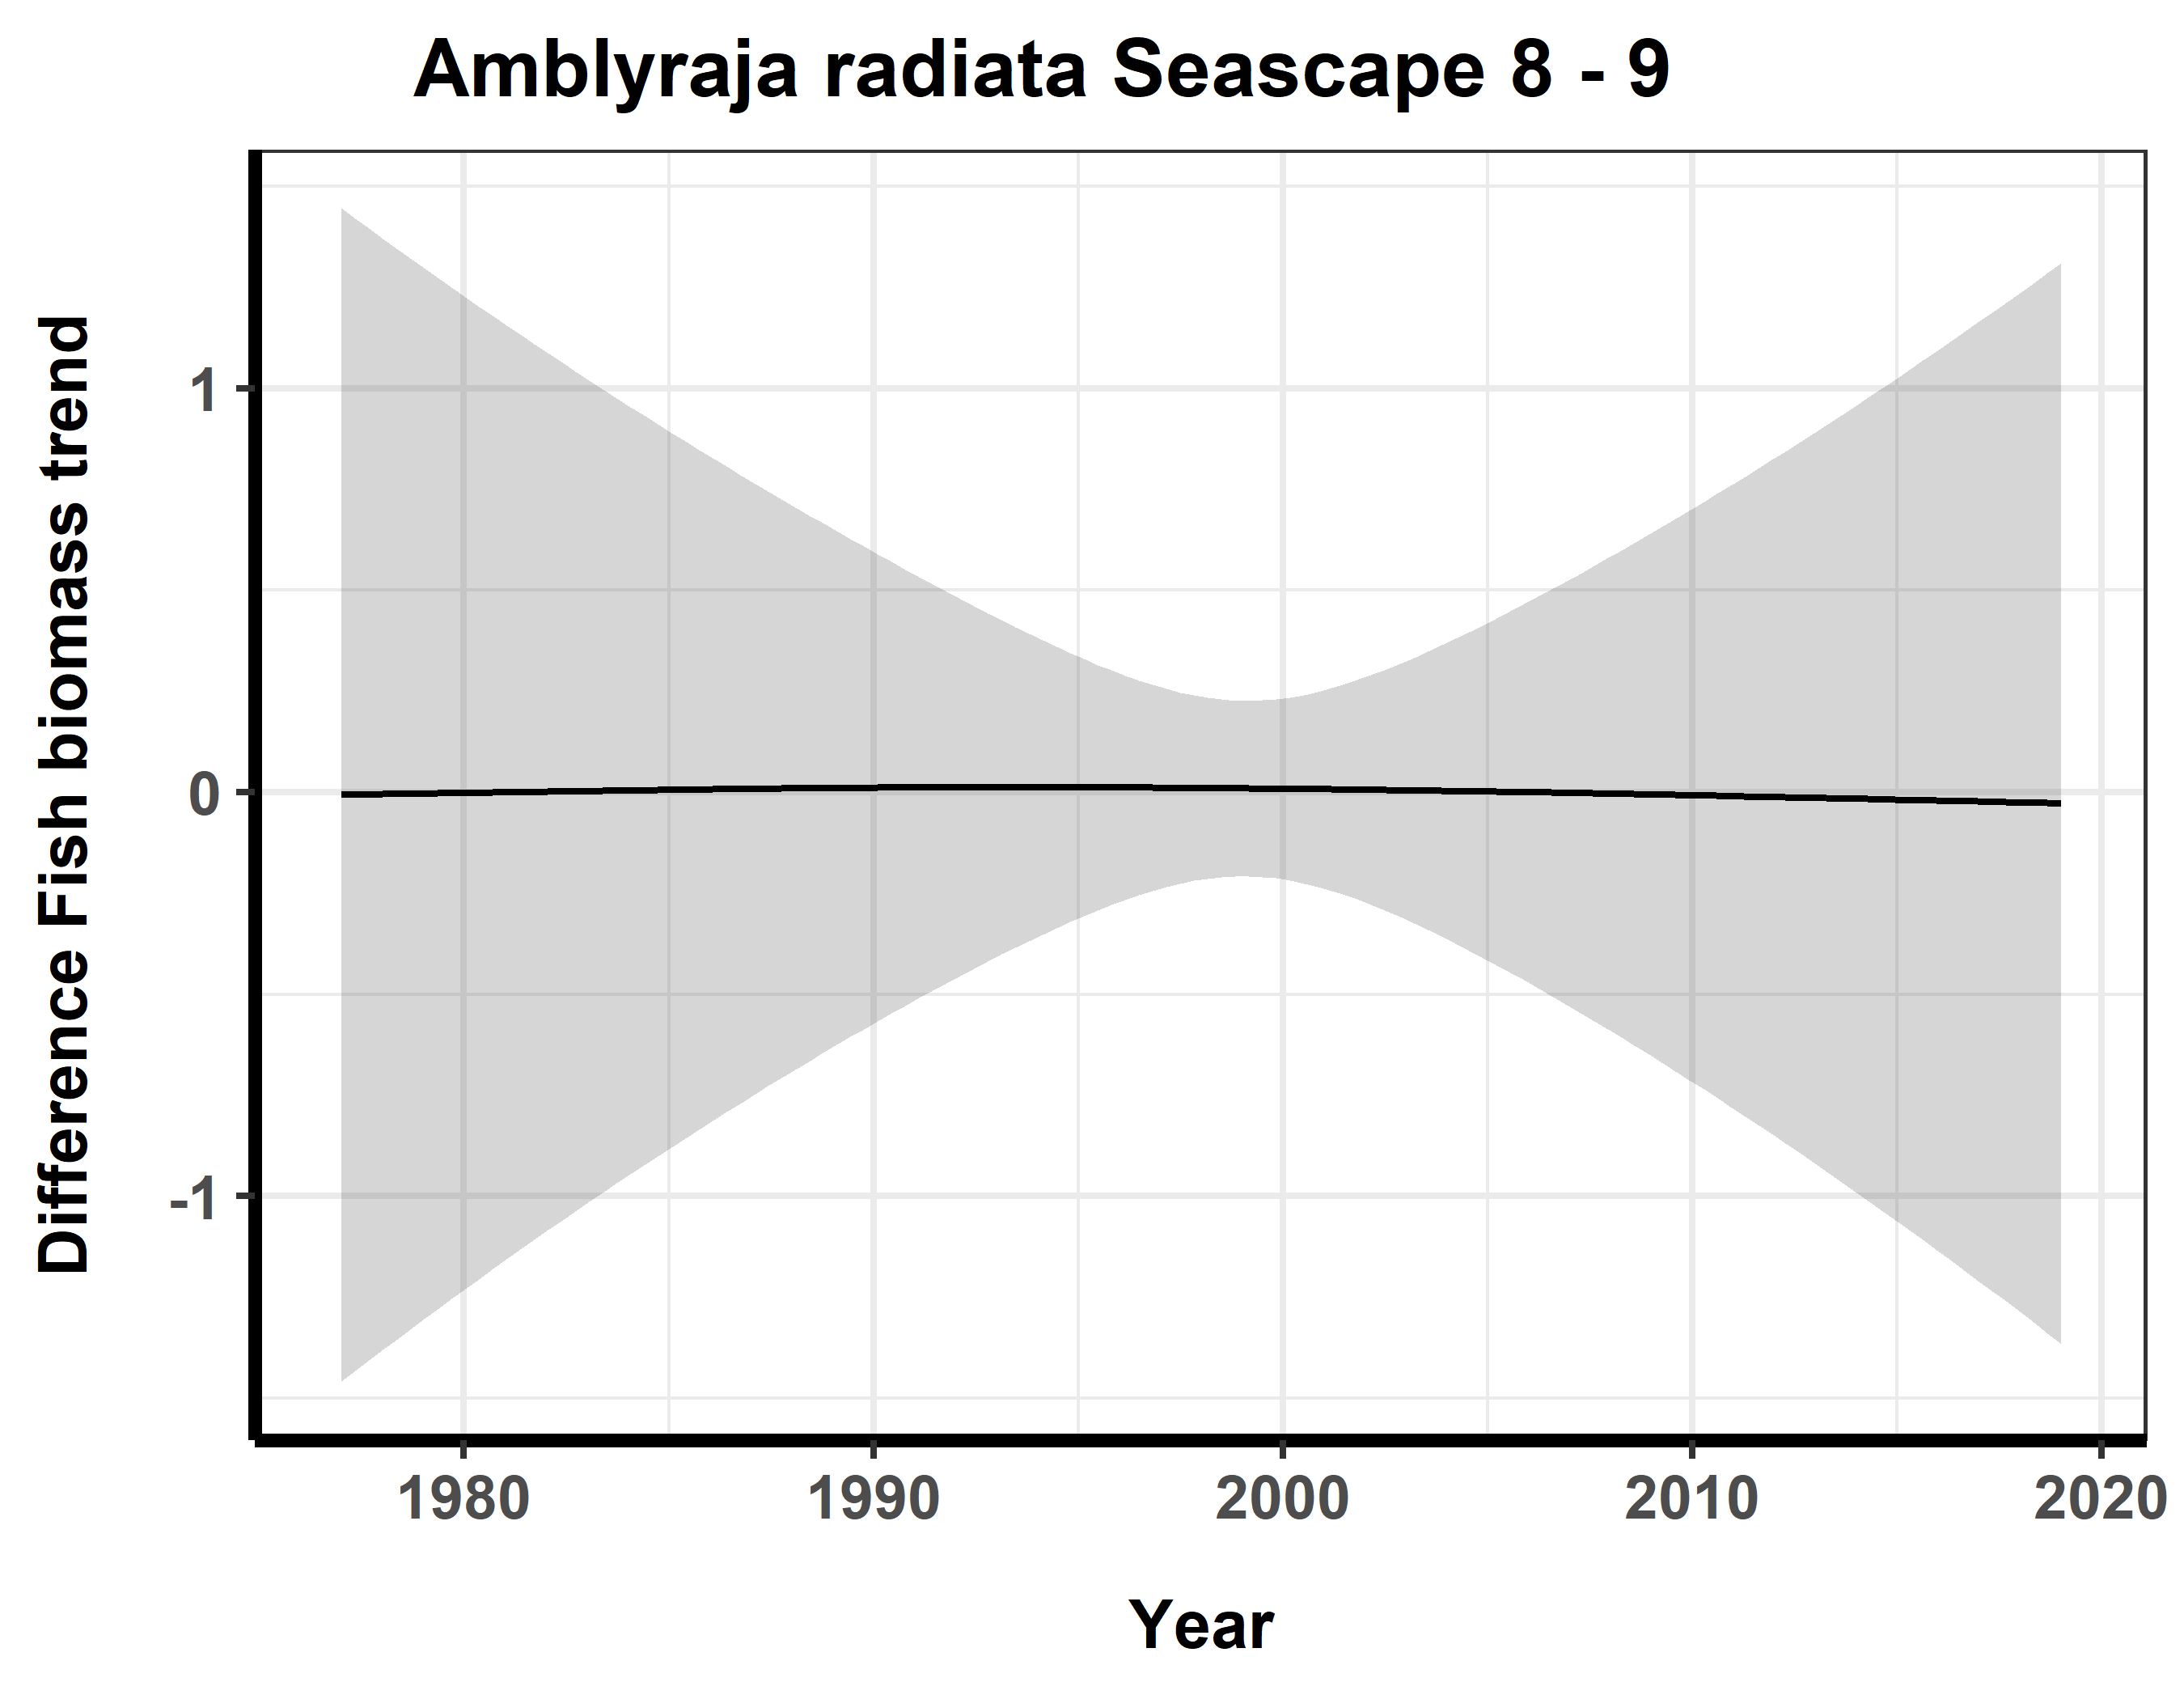 Amblyraja radiata Seascape 8 - 9
Difference Fish biomass trend
1
0
-1
1980 1990 2000 2010 2020
Year